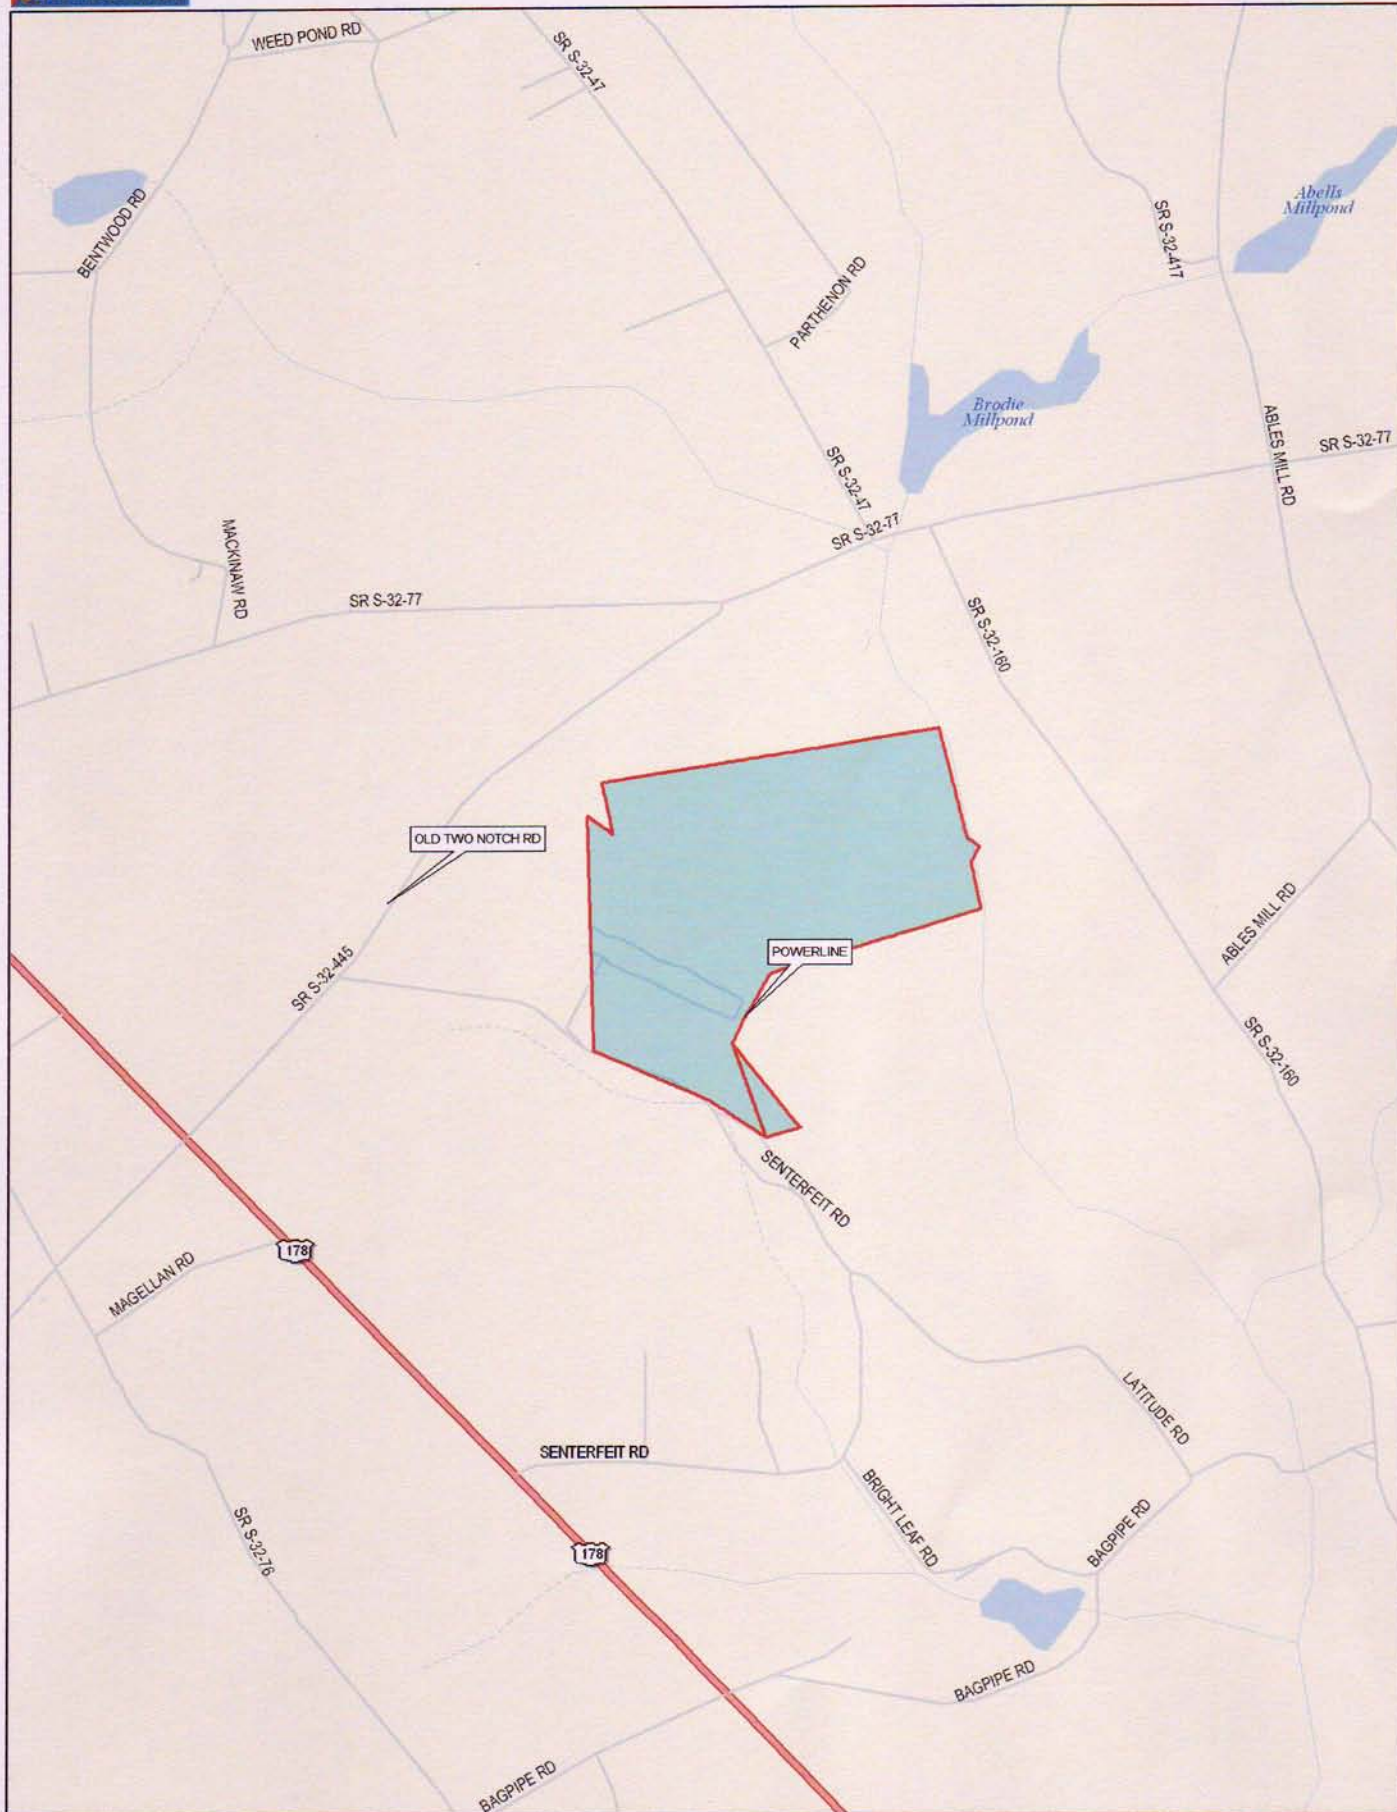 WEED POND RD
SR S-32-47
BENTWOOD RD
Abells
Millpond
SR S-32-417
PARTHENON RD
Brodie
Millpond
ABLES MILL RD
SR S-32-77
SR S-32-47
SR S-32-77
MACKINAW RD
SR S-32-77
SR S-32-160
OLD TWO NOTCH RD
ABLES MILL RD
POWERLINE
SR S-32-445
SR S-32-160
SENTERFEIT RD
178
MAGELLAN RD
LATITUDE RD
SENTERFEIT RD
BRIGHT LEAF RD
BAGPIPE RD
SR S-32-76
178
BAGPIPE RD
BAGPIPE RD